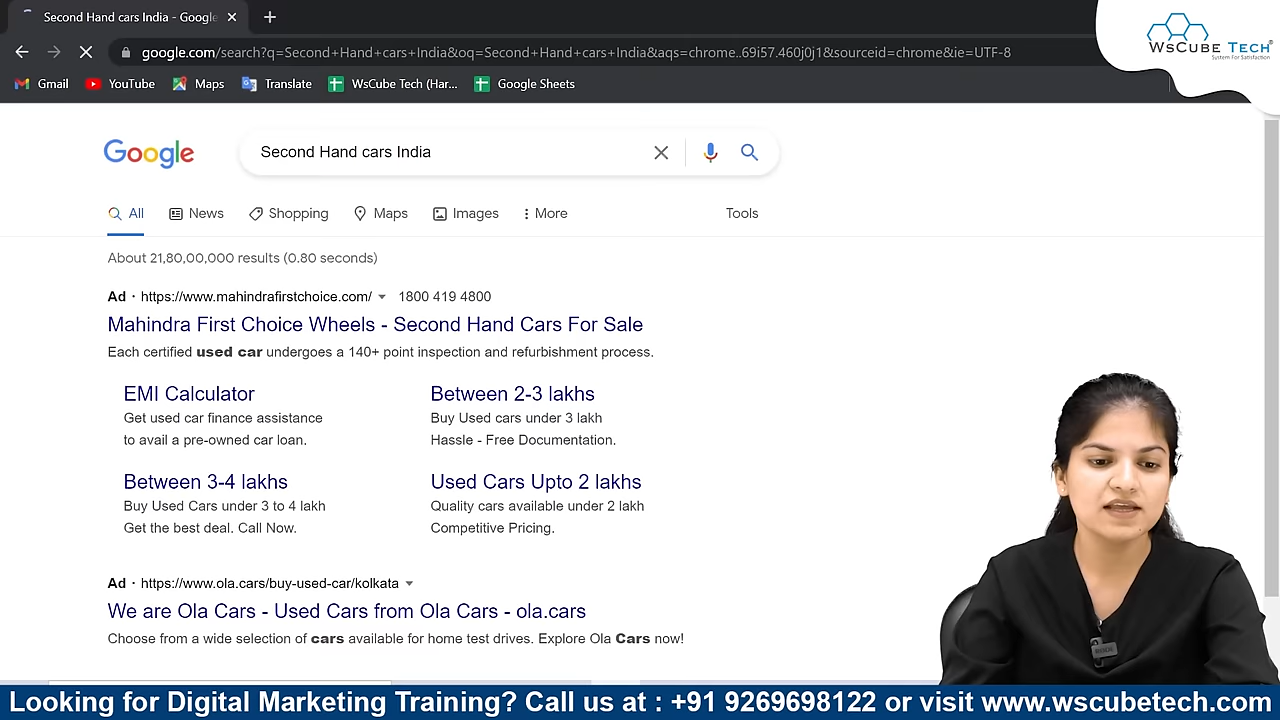 Second Hand cars India - Google
google.com/search?q=Second+Hand+cars+India&oq=Second+Hand+cars+India&aqs=chrome..69i57.460j0j1&sourceid=chrome&ie=UTF-8
WsCube Tech®
System For Satisfaction
Gmail YouTube Maps Translate WsCube Tech (Har... Google Sheets
Google Second Hand cars India
All News Shopping Maps Images More Tools
About 21,80,00,000 results (0.80 seconds)
Ad · https://www.mahindrafirstchoice.com/ 1800 419 4800
Mahindra First Choice Wheels - Second Hand Cars For Sale
Each certified used car undergoes a 140+ point inspection and refurbishment process.
EMI Calculator
Get used car finance assistance
to avail a pre-owned car loan.
Between 2-3 lakhs
Buy Used cars under 3 lakh
Hassle - Free Documentation.
Between 3-4 lakhs
Buy Used Cars under 3 to 4 lakh
Get the best deal. Call Now.
Used Cars Upto 2 lakhs
Quality cars available under 2 lakh
Competitive Pricing.
Ad · https://www.ola.cars/buy-used-car/kolkata
We are Ola Cars - Used Cars from Ola Cars - ola.cars
Choose from a wide selection of cars available for home test drives. Explore Ola Cars now!
Looking for Digital Marketing Training? Call us at : +91 9269698122 or visit www.wscubetech.com